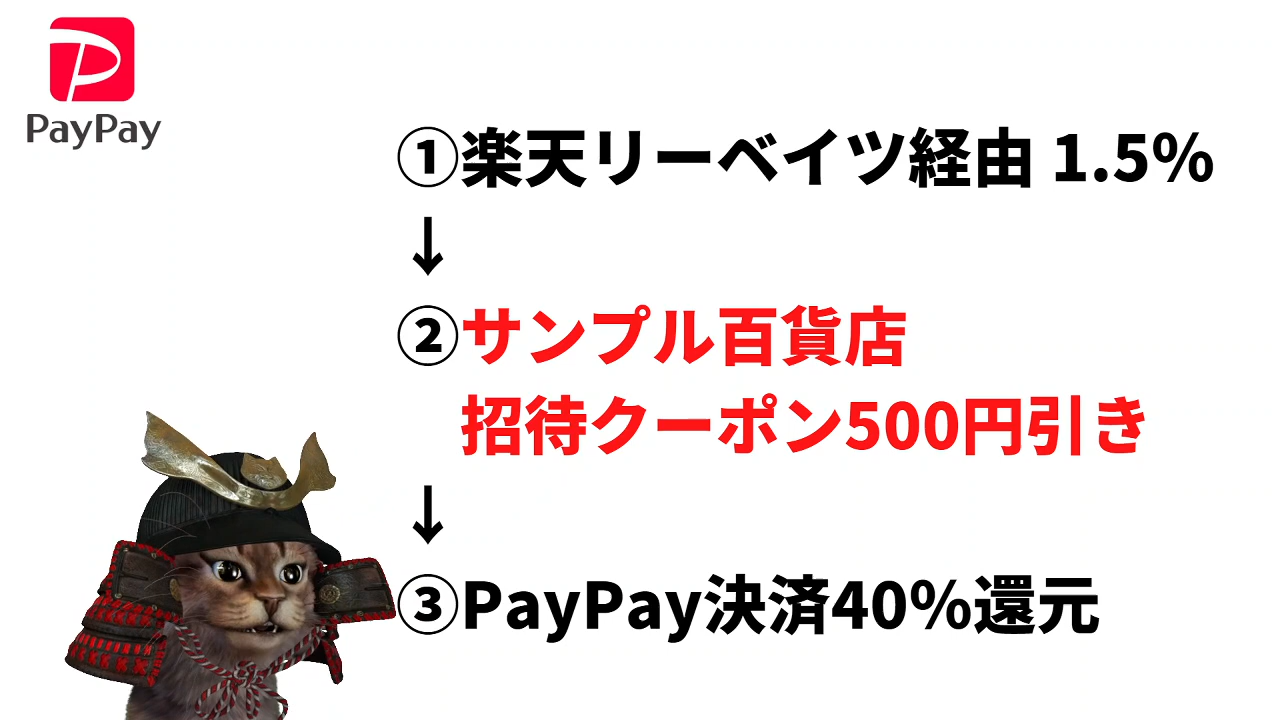 PayPay
①楽天リーベイツ経由 1.5%
↓
②サンプル百貨店
招待クーポン500円引き
↓
③PayPay決済40%還元